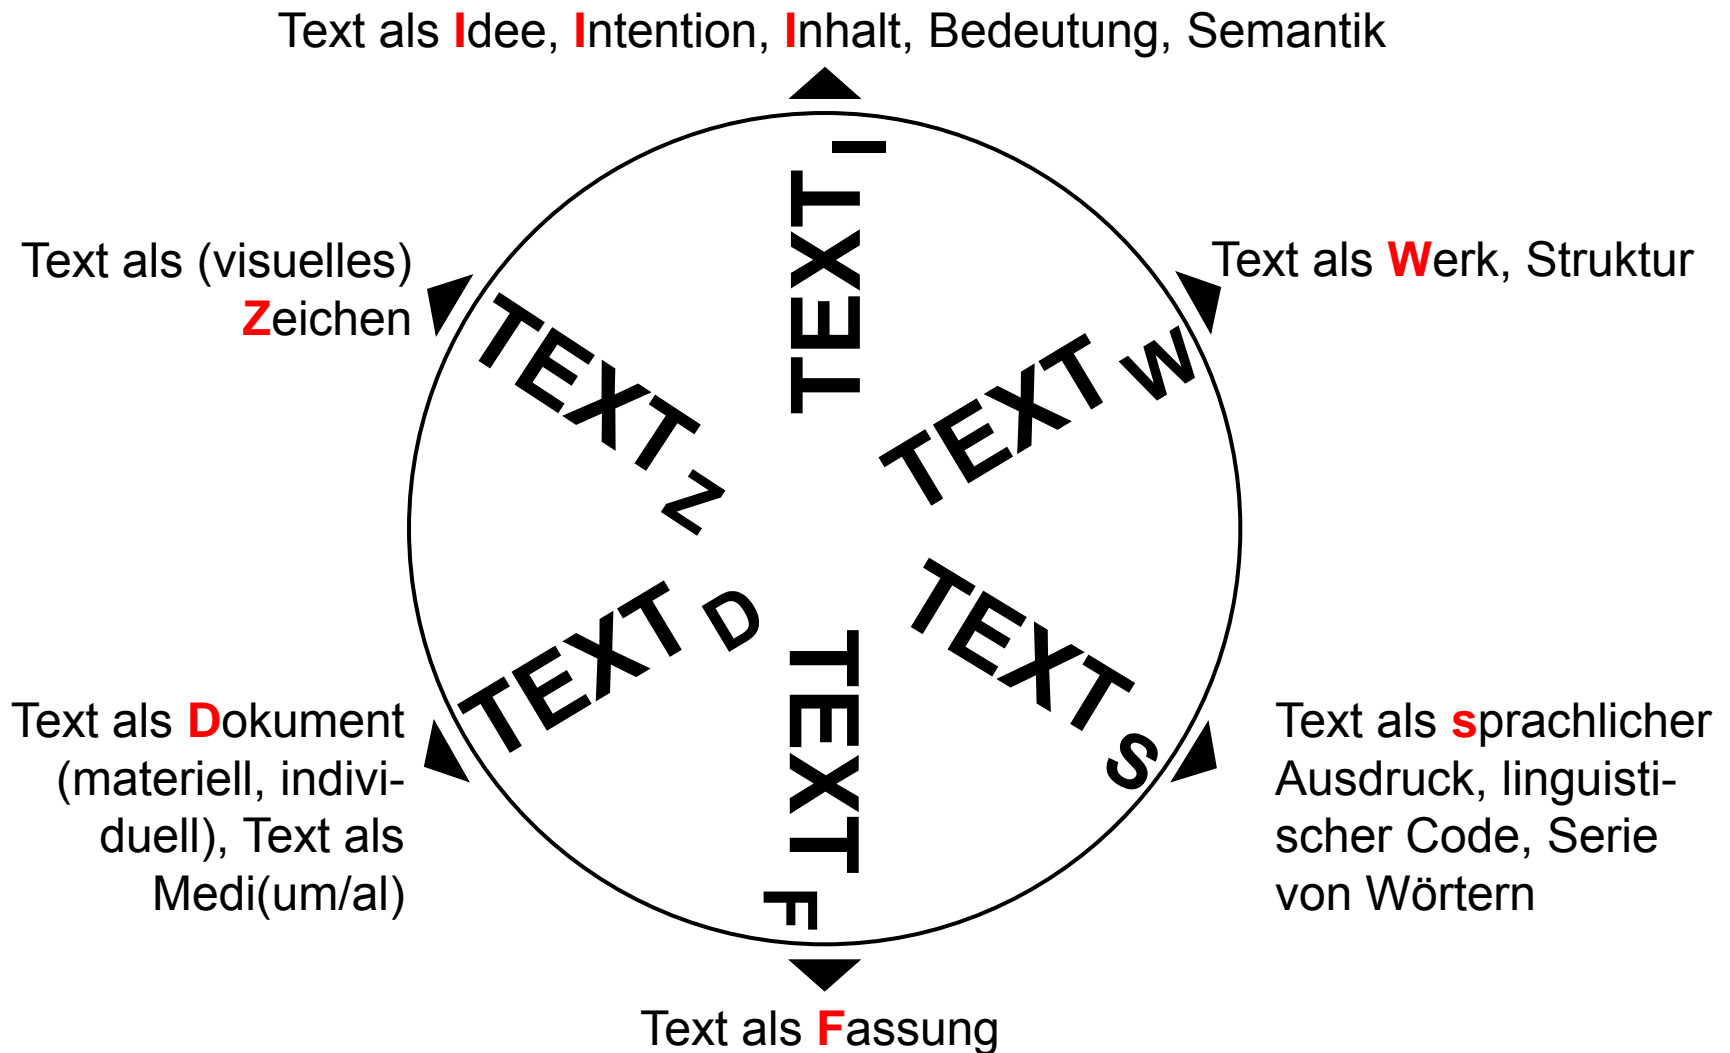 Text als Idee, Intention, Inhalt, Bedeutung, Semantik
TEXT I
Text als (visuelles)
Zeichen
TEXT Z
Text als Werk, Struktur
TEXT W
Text als Dokument
(materiell, indivi-
duell), Text als
Medi(um/al)
TEXT D
TEXT S
Text als sprachlicher
Ausdruck, linguisti-
scher Code, Serie
von Wörtern
TEXT F
Text als Fassung